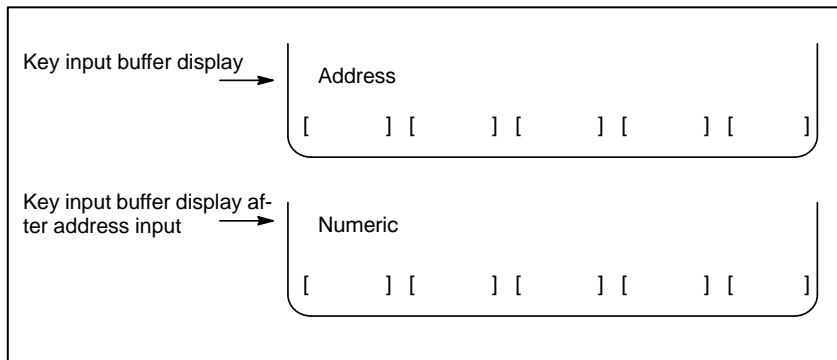 Key input buffer display
Address
[ ] [ ] [ ] [ ] [ ]
Key input buffer display af-
ter address input
Numeric
[ ] [ ] [ ] [ ] [ ]